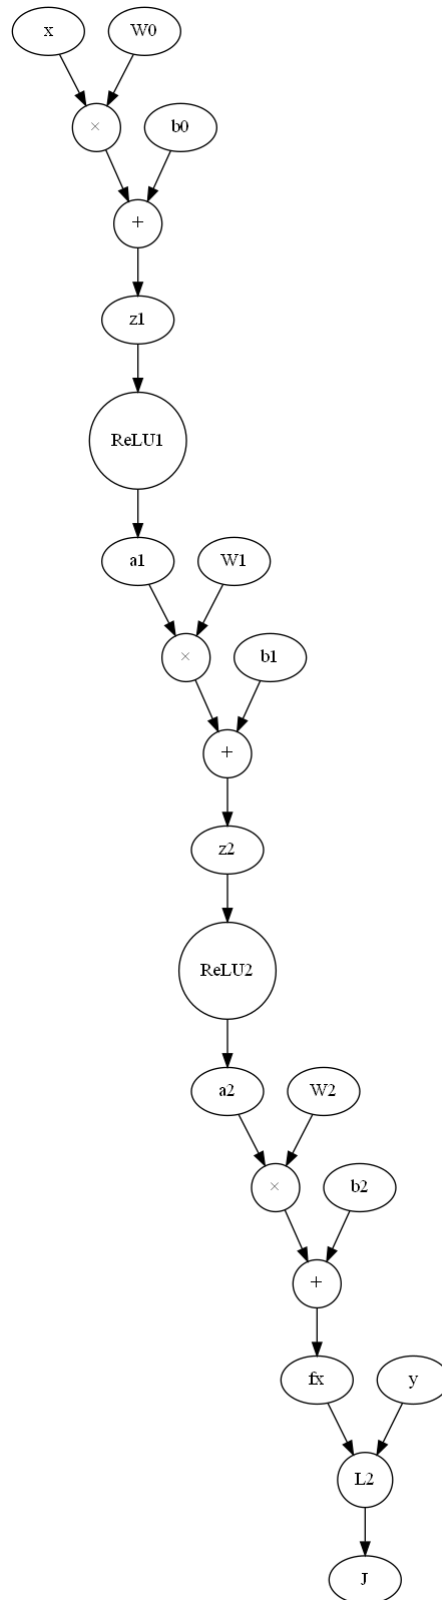 x W0
× b0
+
z1
ReLU1
a1 W1
× b1
+
z2
ReLU2
a2 W2
× b2
+
fx y
L2
J